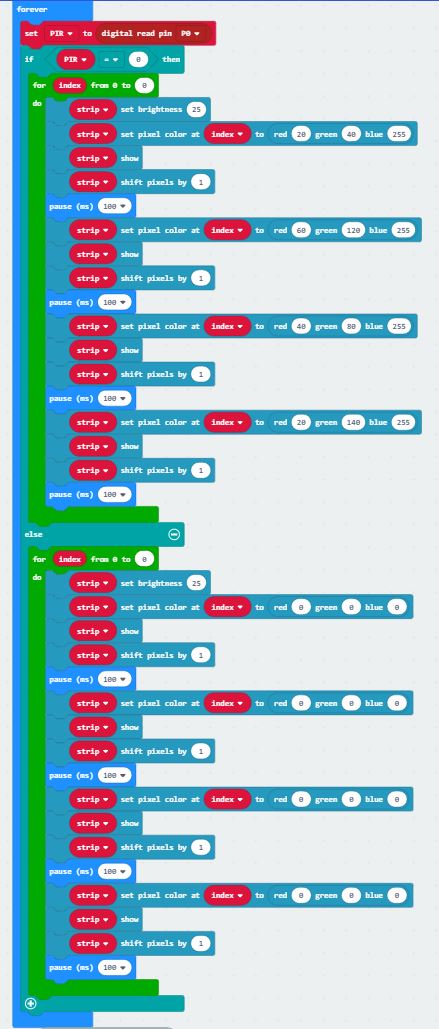 forever
set PIR to digital read pin P0
if PIR = 0 then
for index from 0 to 0
do strip set brightness 25
strip set pixel color at index to red 20 green 40 blue 255
strip show
strip shift pixels by 1
pause (ms) 100
strip set pixel color at index to red 60 green 120 blue 255
strip show
strip shift pixels by 1
pause (ms) 100
strip set pixel color at index to red 40 green 80 blue 255
strip show
strip shift pixels by 1
pause (ms) 100
strip set pixel color at index to red 20 green 140 blue 255
strip show
strip shift pixels by 1
pause (ms) 100
else
for index from 0 to 0
do strip set brightness 25
strip set pixel color at index to red 0 green 0 blue 0
strip show
strip shift pixels by 1
pause (ms) 100
strip set pixel color at index to red 0 green 0 blue 0
strip show
strip shift pixels by 1
pause (ms) 100
strip set pixel color at index to red 0 green 0 blue 0
strip show
strip shift pixels by 1
pause (ms) 100
strip set pixel color at index to red 0 green 0 blue 0
strip show
strip shift pixels by 1
pause (ms) 100